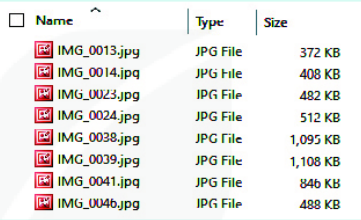 Name Type Size
IMG_0013.jpg JPG File 372 KB
IMG_0014.jpg JPG File 408 KB
IMG_0023.jpg JPG File 482 KB
IMG_0024.jpg JPG File 512 KB
IMG_0038.jpg JPG File 1,095 KB
IMG_0039.jpg JPG File 1,108 KB
IMG_0041.jpg JPG File 846 KB
IMG_0046.jpg JPG File 488 KB